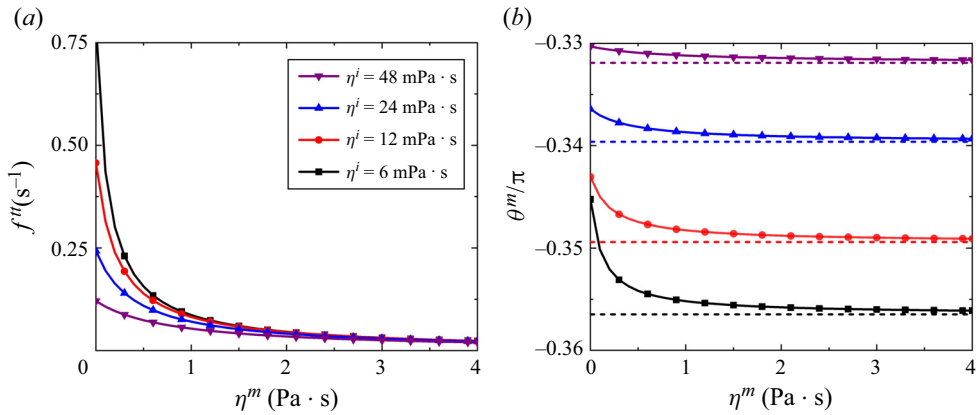 (a)
0.75
0.50
0.25
0
f^{tt}(s^{−1})
η^i = 48 mPa · s
η^i = 24 mPa · s
η^i = 12 mPa · s
η^i = 6 mPa · s
0 1 2 3 4
η^m (Pa · s)
(b)
−0.33
−0.34
−0.35
−0.36
θ^m/π
0 1 2 3 4
η^m (Pa · s)